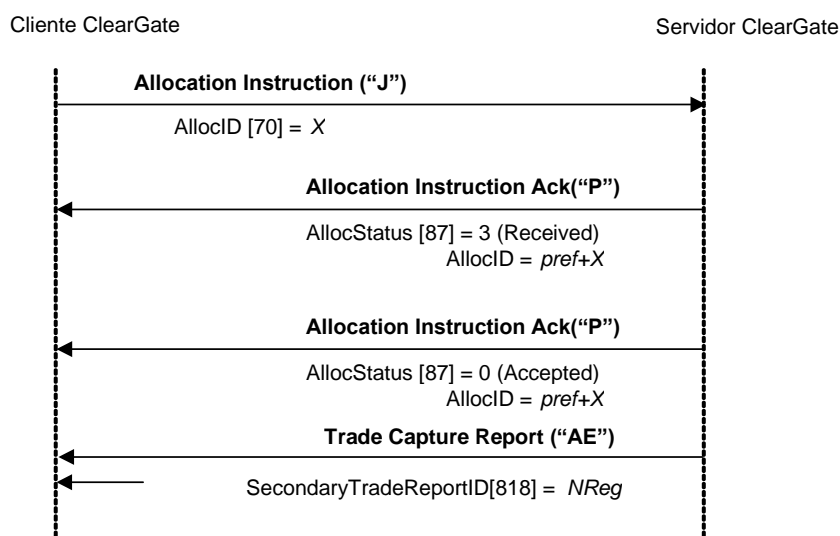 Cliente ClearGate
Servidor ClearGate
Allocation Instruction (“J”)
AllocID [70] = X
Allocation Instruction Ack(“P”)
AllocStatus [87] = 3 (Received)
AllocID = pref+X
Allocation Instruction Ack(“P”)
AllocStatus [87] = 0 (Accepted)
AllocID = pref+X
Trade Capture Report (“AE”)
SecondaryTradeReportID[818] = NReg